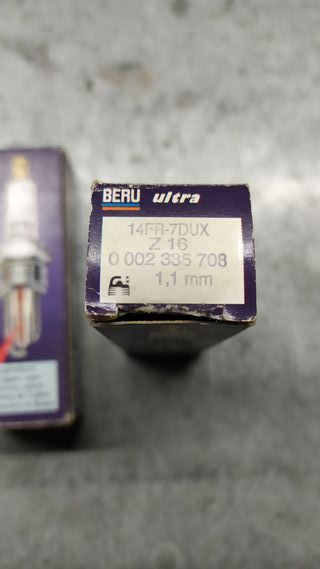 BERU ultra
14FR-7DUX
Z 16
0 002 335 708
1,1 mm